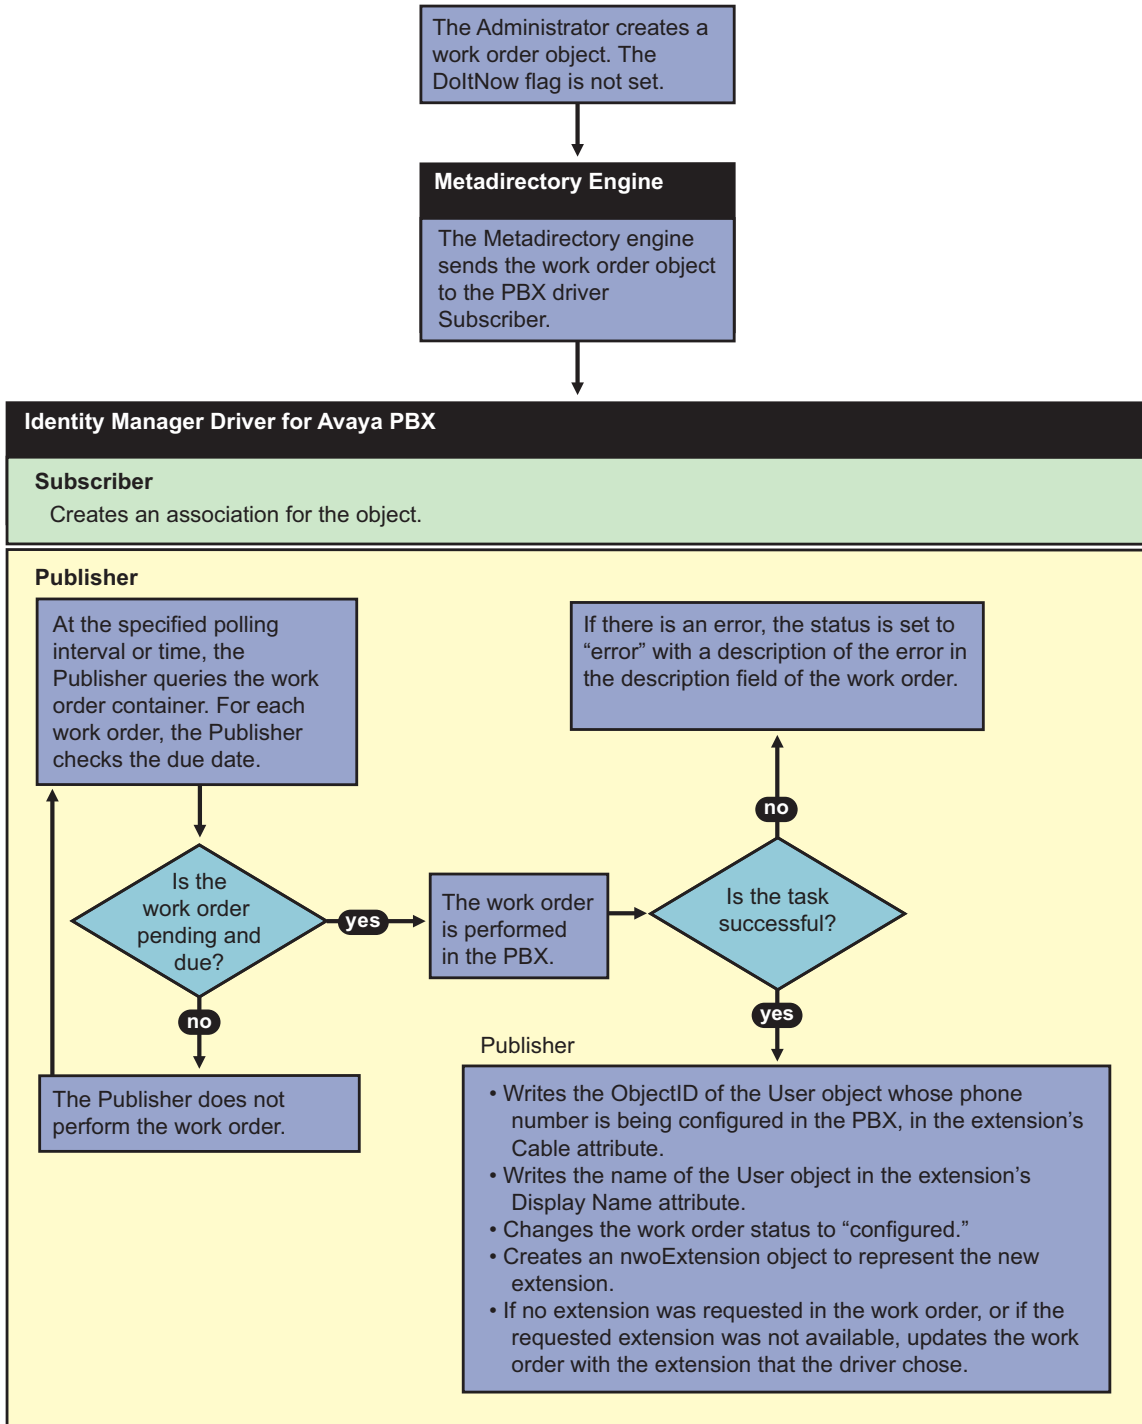 The Administrator creates a
work order object. The
DoItNow flag is not set.
Metadirectory Engine
The Metadirectory engine
sends the work order object
to the PBX driver
Subscriber.
Identity Manager Driver for Avaya PBX
Subscriber
Creates an association for the object.
Publisher
At the specified polling
interval or time, the
Publisher queries the work
order container. For each
work order, the Publisher
checks the due date.
If there is an error, the status is set to
“error” with a description of the error in
the description field of the work order.
no
Is the
work order
pending and
due?
yes
The work order
is performed
in the PBX.
Is the task
successful?
no
yes
The Publisher does not
perform the work order.
Publisher
• Writes the ObjectID of the User object whose phone
number is being configured in the PBX, in the extension’s
Cable attribute.
• Writes the name of the User object in the extension’s
Display Name attribute.
• Changes the work order status to “configured.”
• Creates an nwoExtension object to represent the new
extension.
• If no extension was requested in the work order, or if the
requested extension was not available, updates the work
order with the extension that the driver chose.